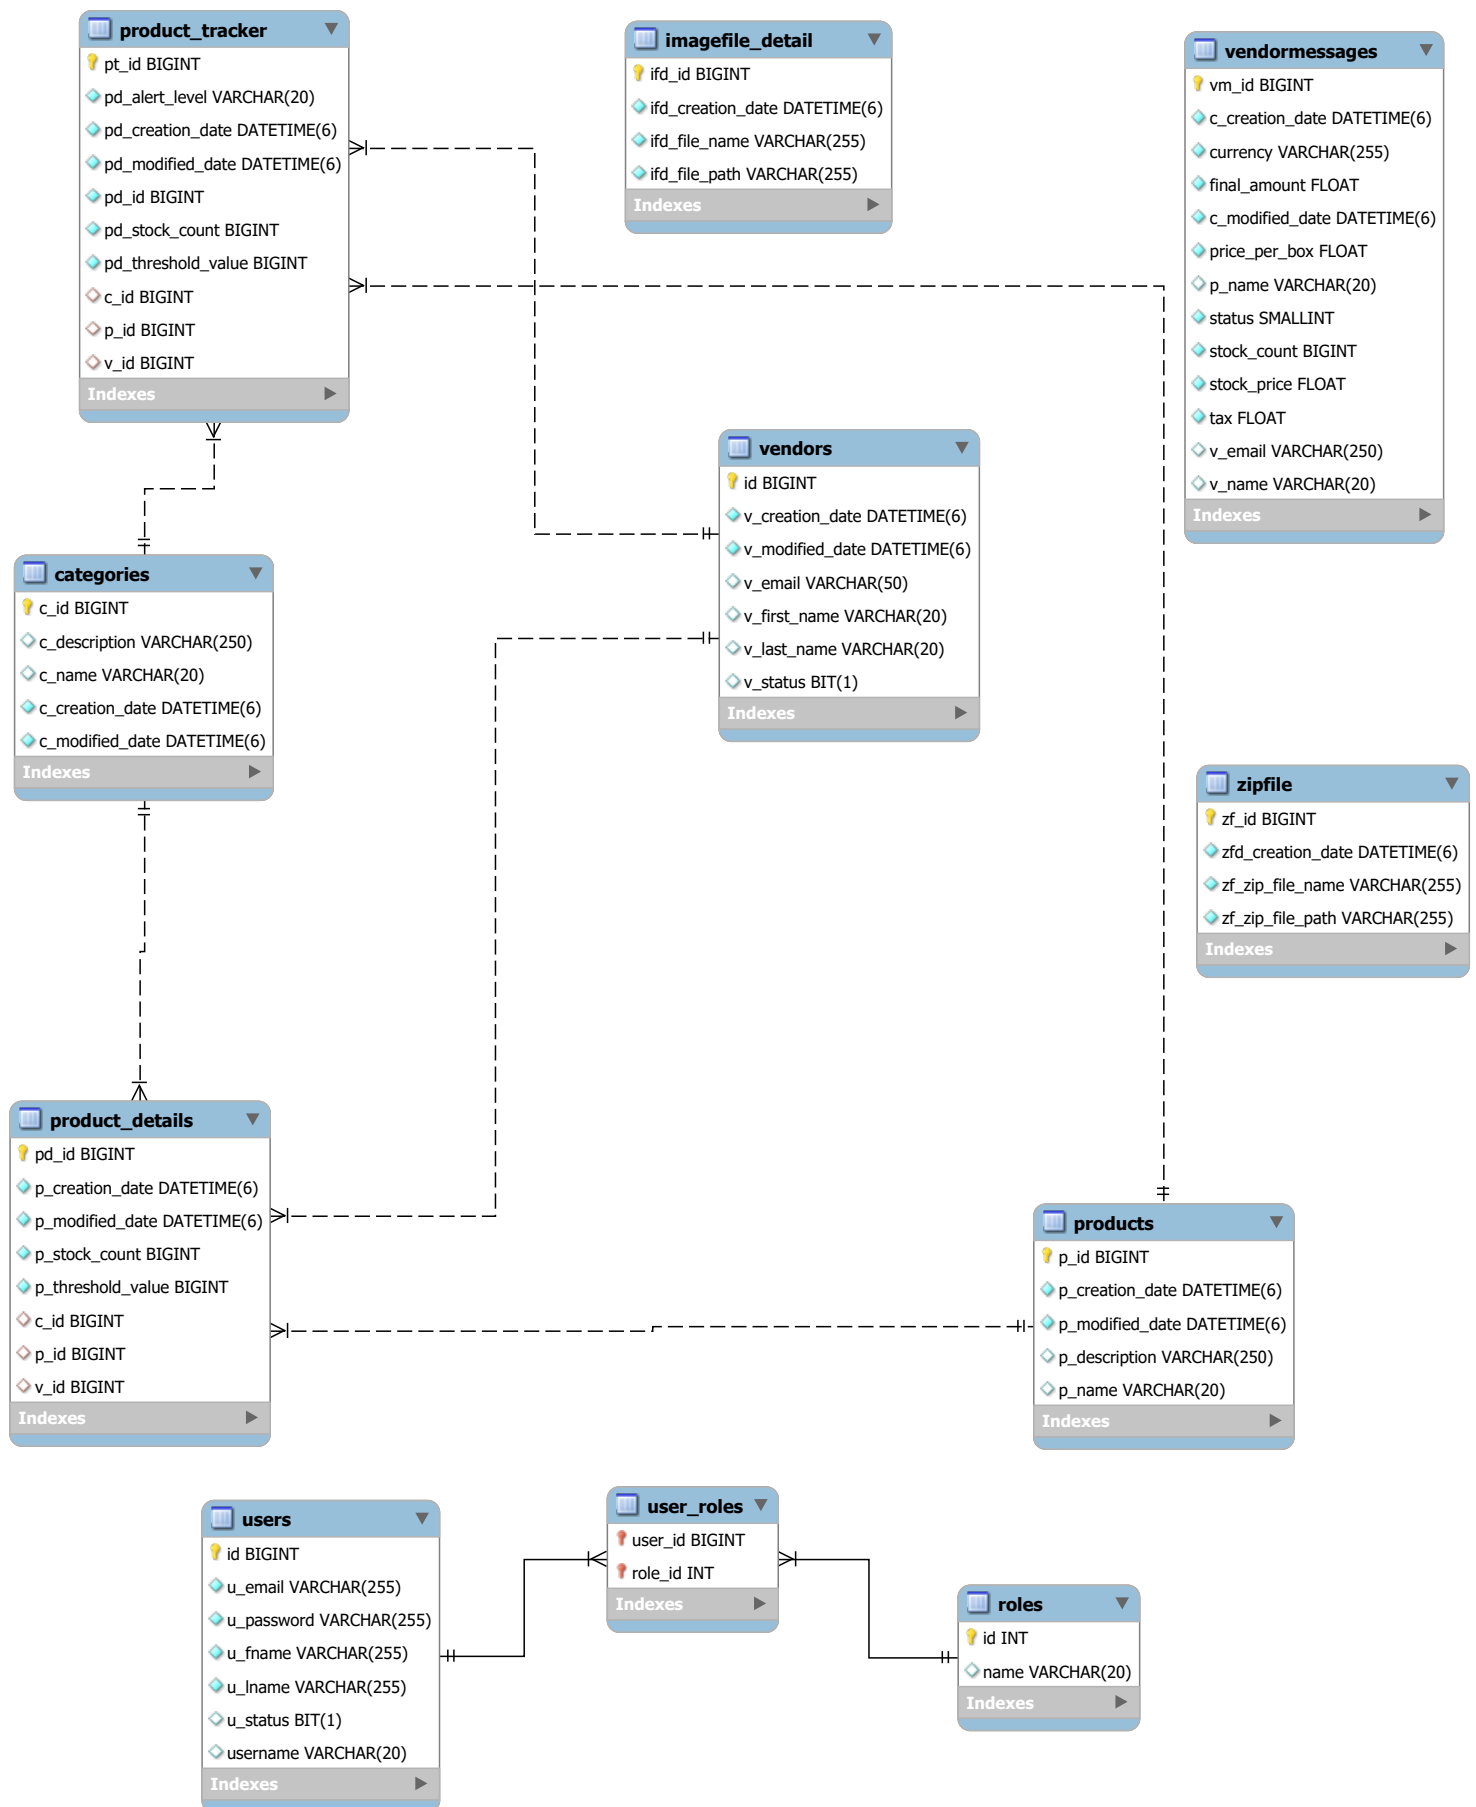 product_tracker
pt_id BIGINT
pd_alert_level VARCHAR(20)
pd_creation_date DATETIME(6)
pd_modified_date DATETIME(6)
pd_id BIGINT
pd_stock_count BIGINT
pd_threshold_value BIGINT
c_id BIGINT
p_id BIGINT
v_id BIGINT
Indexes
imagefile_detail
ifd_id BIGINT
ifd_creation_date DATETIME(6)
ifd_file_name VARCHAR(255)
ifd_file_path VARCHAR(255)
Indexes
vendormessages
vm_id BIGINT
c_creation_date DATETIME(6)
currency VARCHAR(255)
final_amount FLOAT
c_modified_date DATETIME(6)
price_per_box FLOAT
p_name VARCHAR(20)
status SMALLINT
stock_count BIGINT
stock_price FLOAT
tax FLOAT
v_email VARCHAR(250)
v_name VARCHAR(20)
Indexes
vendors
id BIGINT
v_creation_date DATETIME(6)
v_modified_date DATETIME(6)
v_email VARCHAR(50)
v_first_name VARCHAR(20)
v_last_name VARCHAR(20)
v_status BIT(1)
Indexes
categories
c_id BIGINT
c_description VARCHAR(250)
c_name VARCHAR(20)
c_creation_date DATETIME(6)
c_modified_date DATETIME(6)
Indexes
zipfile
zf_id BIGINT
zfd_creation_date DATETIME(6)
zf_zip_file_name VARCHAR(255)
zf_zip_file_path VARCHAR(255)
Indexes
product_details
pd_id BIGINT
p_creation_date DATETIME(6)
p_modified_date DATETIME(6)
p_stock_count BIGINT
p_threshold_value BIGINT
c_id BIGINT
p_id BIGINT
v_id BIGINT
Indexes
products
p_id BIGINT
p_creation_date DATETIME(6)
p_modified_date DATETIME(6)
p_description VARCHAR(250)
p_name VARCHAR(20)
Indexes
users
id BIGINT
u_email VARCHAR(255)
u_password VARCHAR(255)
u_fname VARCHAR(255)
u_lname VARCHAR(255)
u_status BIT(1)
username VARCHAR(20)
Indexes
user_roles
user_id BIGINT
role_id INT
Indexes
roles
id INT
name VARCHAR(20)
Indexes